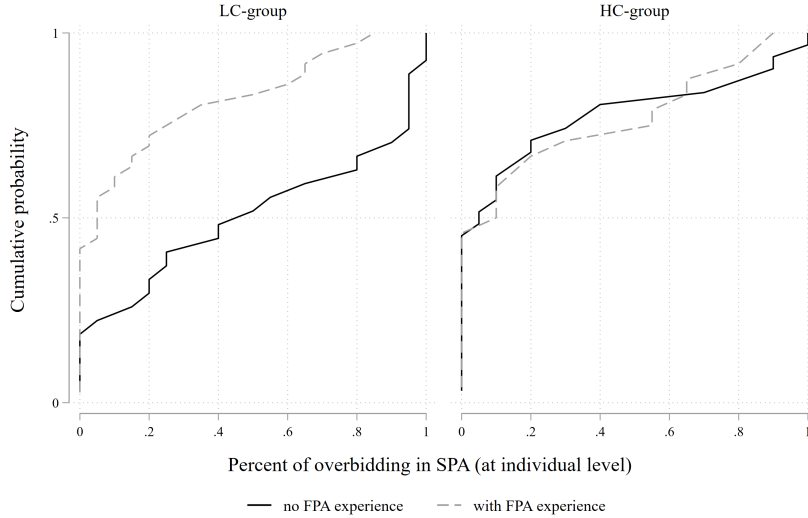 LC-group
HC-group
Cumulative probability
1
.5
0
0 .2 .4 .6 .8 1
0 .2 .4 .6 .8 1
Percent of overbidding in SPA (at individual level)
no FPA experience
with FPA experience